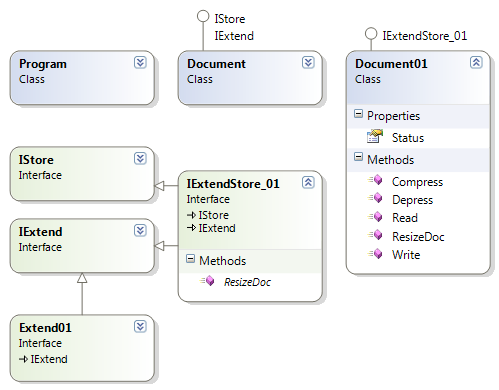 IStore
IExtend
IExtendStore_01
Program
Class
Document
Class
Document01
Class
Properties
Status
Methods
Compress
Depress
Read
ResizeDoc
Write
IStore
Interface
IExtendStore_01
Interface
IStore
IExtend
Methods
ResizeDoc
IExtend
Interface
Extend01
Interface
IExtend